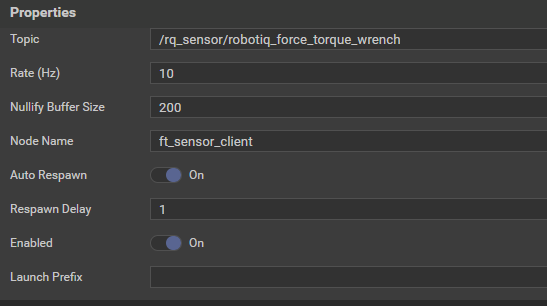 Properties
Topic /rq_sensor/robotiq_force_torque_wrench
Rate (Hz) 10
Nullify Buffer Size 200
Node Name ft_sensor_client
Auto Respawn On
Respawn Delay 1
Enabled On
Launch Prefix